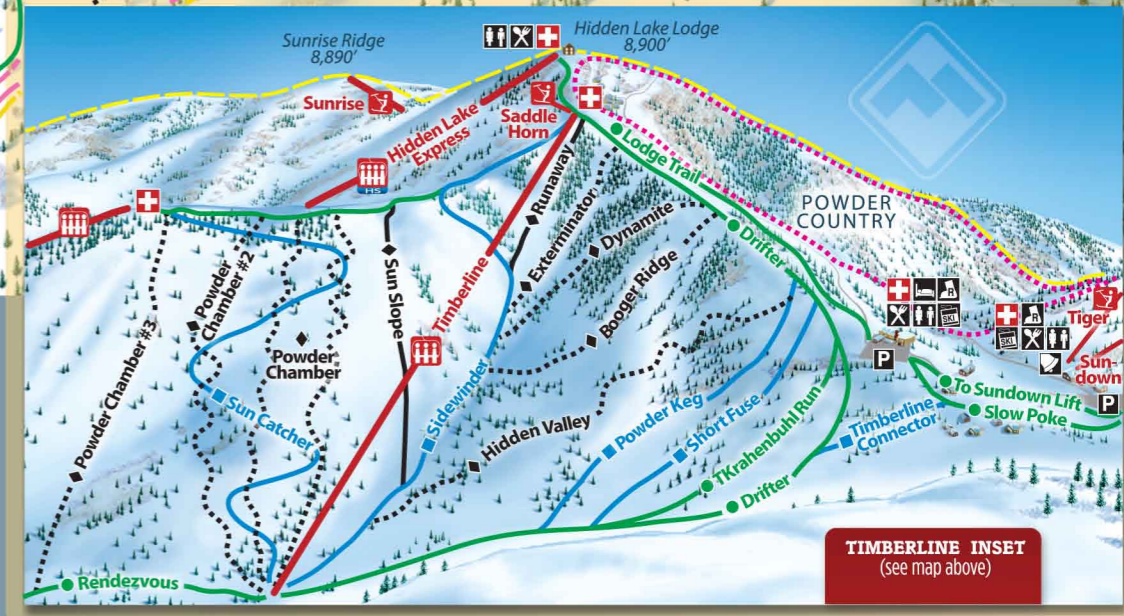 Sunrise Ridge
8,890'
Hidden Lake Lodge
8,900'
Sunrise
Hidden Lake
Express
HS
Saddle
Horn
Lodge Trail
Runaway
Exterminator
Dynamite
Drifter
POWDER
COUNTRY
Booger Ridge
Powder
Chamber #2
Powder Chamber #3
Powder
Chamber
Sun Slope
Timberline
Sidewinder
Sun Catcher
Hidden Valley
Powder Keg
Short Fuse
TKrahenbuhl Run
Drifter
Timberline
Connector
SKI
P
SKI
Tiger
Sun-
down
P
To Sundown Lift
Slow Poke
Rendezvous
TIMBERLINE INSET
(see map above)